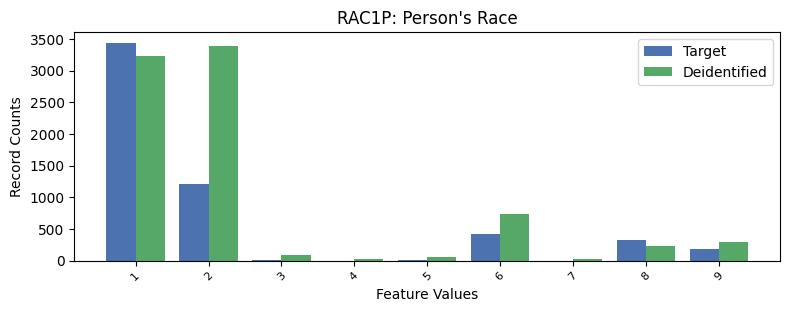 RAC1P: Person's Race
3500
3000
2500
2000
1500
1000
500
0
Record Counts
Target
Deidentified
1 2 3 4 5 6 7 8 9
Feature Values